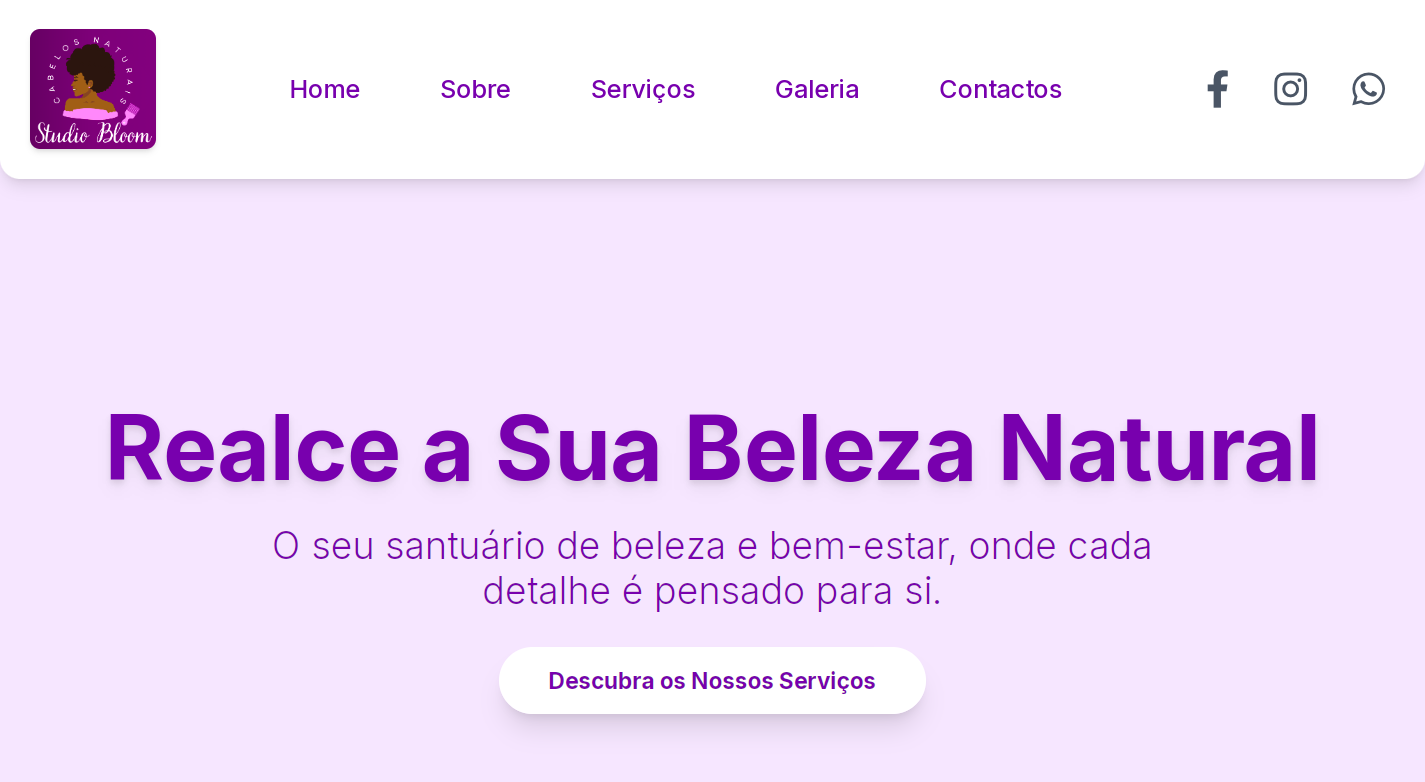 CABELOS NATURAIS
Studio Bloom
Home Sobre Serviços Galeria Contactos
Realce a Sua Beleza Natural
O seu santuário de beleza e bem-estar, onde cada
detalhe é pensado para si.
Descubra os Nossos Serviços